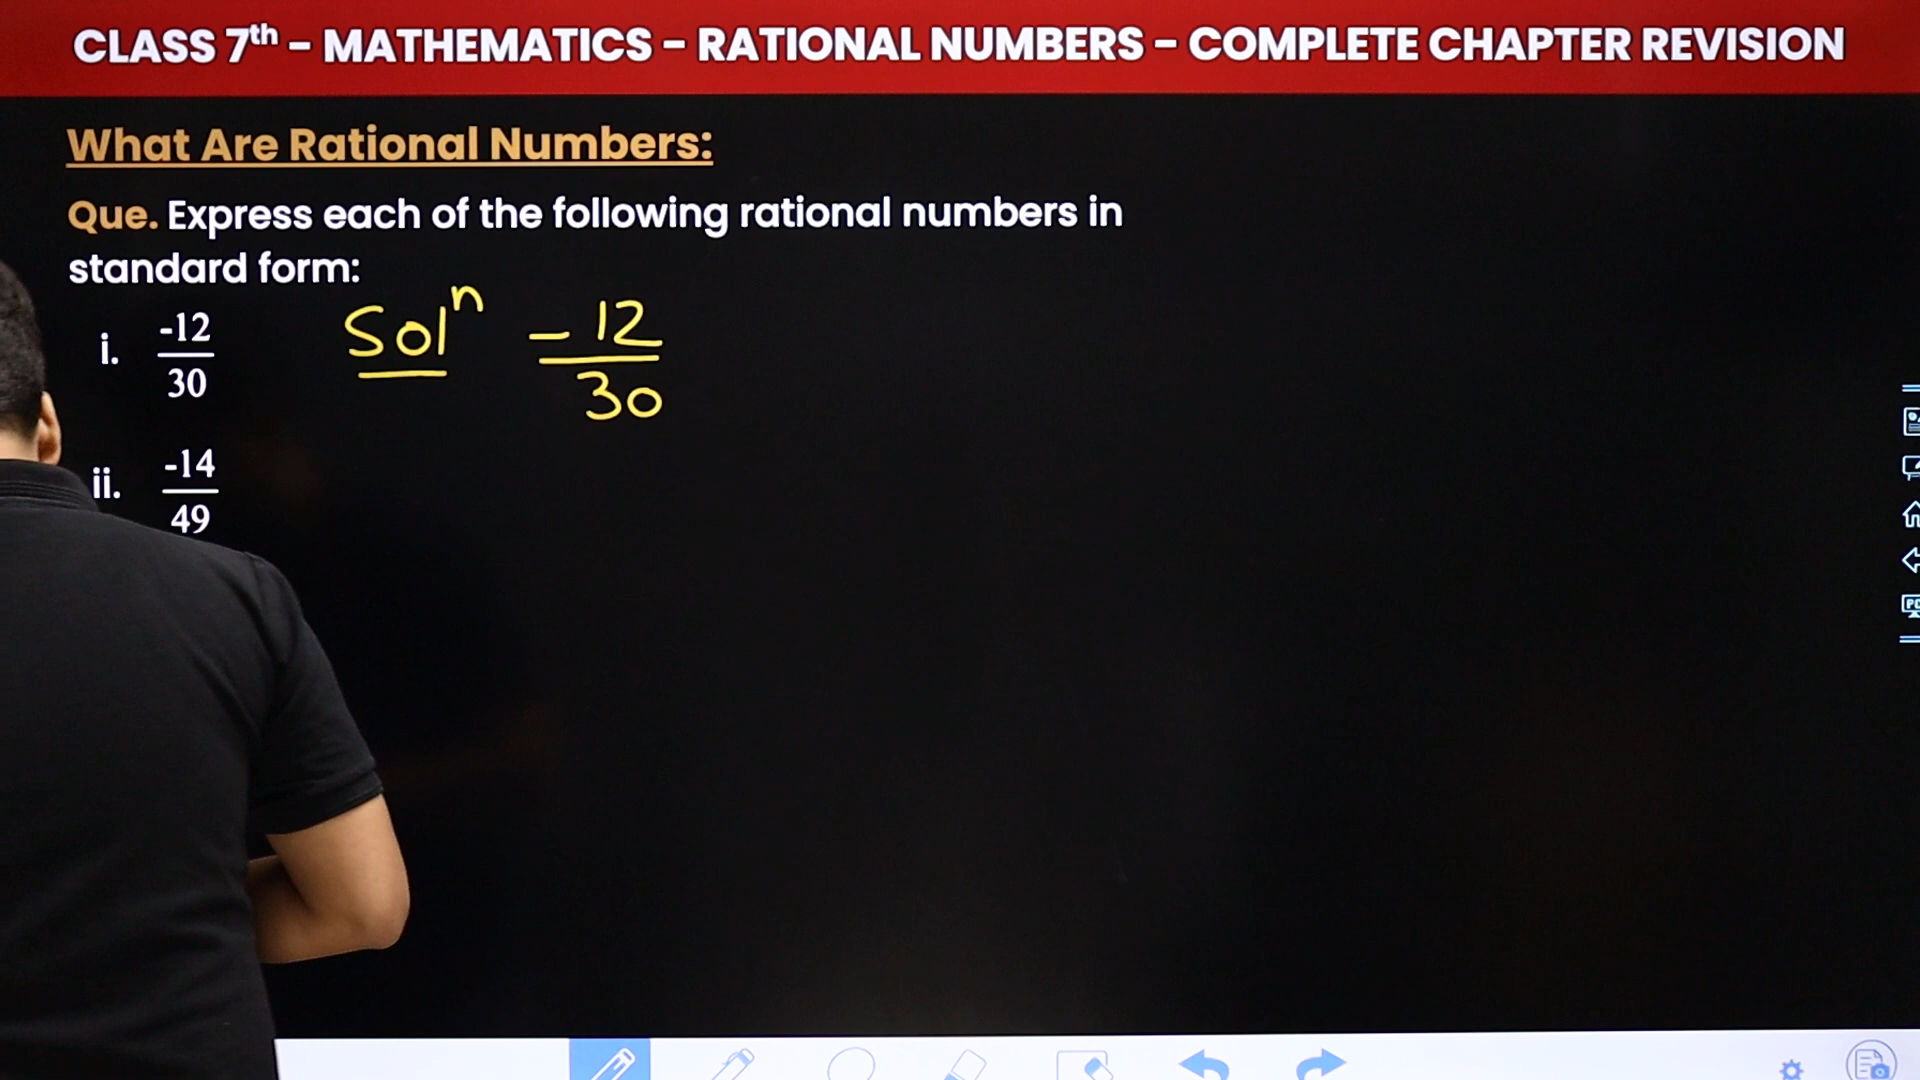 CLASS 7th – MATHEMATICS – RATIONAL NUMBERS – COMPLETE CHAPTER REVISION
What Are Rational Numbers:
Que. Express each of the following rational numbers in
standard form:
i. -12/30
Solⁿ -12/30
ii. -14/49